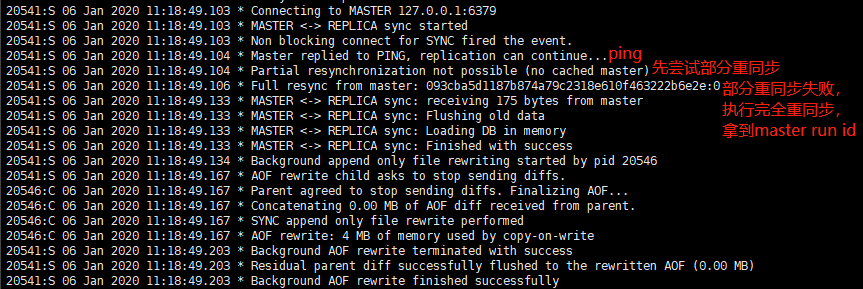 20541:S 06 Jan 2020 11:18:49.103 * Connecting to MASTER 127.0.0.1:6379
20541:S 06 Jan 2020 11:18:49.103 * MASTER <-> REPLICA sync started
20541:S 06 Jan 2020 11:18:49.103 * Non blocking connect for SYNC fired the event.
20541:S 06 Jan 2020 11:18:49.104 * Master replied to PING, replication can continue...ping
20541:S 06 Jan 2020 11:18:49.104 * Partial resynchronization not possible (no cached master)先尝试部分重同步
20541:S 06 Jan 2020 11:18:49.106 * Full resync from master: 093cba5d1187b874a79c2318e610f463222b6e2e:0部分重同步失败,
20541:S 06 Jan 2020 11:18:49.133 * MASTER <-> REPLICA sync: receiving 175 bytes from master
执行完全重同步,
20541:S 06 Jan 2020 11:18:49.133 * MASTER <-> REPLICA sync: Flushing old data
20541:S 06 Jan 2020 11:18:49.133 * MASTER <-> REPLICA sync: Loading DB in memory
拿到master run id
20541:S 06 Jan 2020 11:18:49.133 * MASTER <-> REPLICA sync: Finished with success
20541:S 06 Jan 2020 11:18:49.134 * Background append only file rewriting started by pid 20546
20541:S 06 Jan 2020 11:18:49.167 * AOF rewrite child asks to stop sending diffs.
20546:C 06 Jan 2020 11:18:49.167 * Parent agreed to stop sending diffs. Finalizing AOF...
20546:C 06 Jan 2020 11:18:49.167 * Concatenating 0.00 MB of AOF diff received from parent.
20546:C 06 Jan 2020 11:18:49.167 * SYNC append only file rewrite performed
20546:C 06 Jan 2020 11:18:49.167 * AOF rewrite: 4 MB of memory used by copy-on-write
20541:S 06 Jan 2020 11:18:49.203 * Background AOF rewrite terminated with success
20541:S 06 Jan 2020 11:18:49.203 * Residual parent diff successfully flushed to the rewritten AOF (0.00 MB)
20541:S 06 Jan 2020 11:18:49.203 * Background AOF rewrite finished successfully